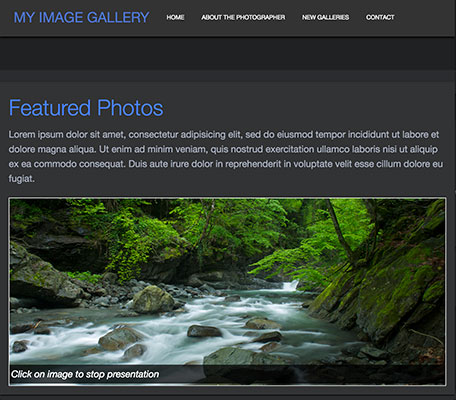 MY IMAGE GALLERY HOME ABOUT THE PHOTOGRAPHER NEW GALLERIES CONTACT
Featured Photos
Lorem ipsum dolor sit amet, consectetur adipisicing elit, sed do eiusmod tempor incididunt ut labore et
dolore magna aliqua. Ut enim ad minim veniam, quis nostrud exercitation ullamco laboris nisi ut aliquip
ex ea commodo consequat. Duis aute irure dolor in reprehenderit in voluptate velit esse cillum dolore eu
fugiat.
Click on image to stop presentation